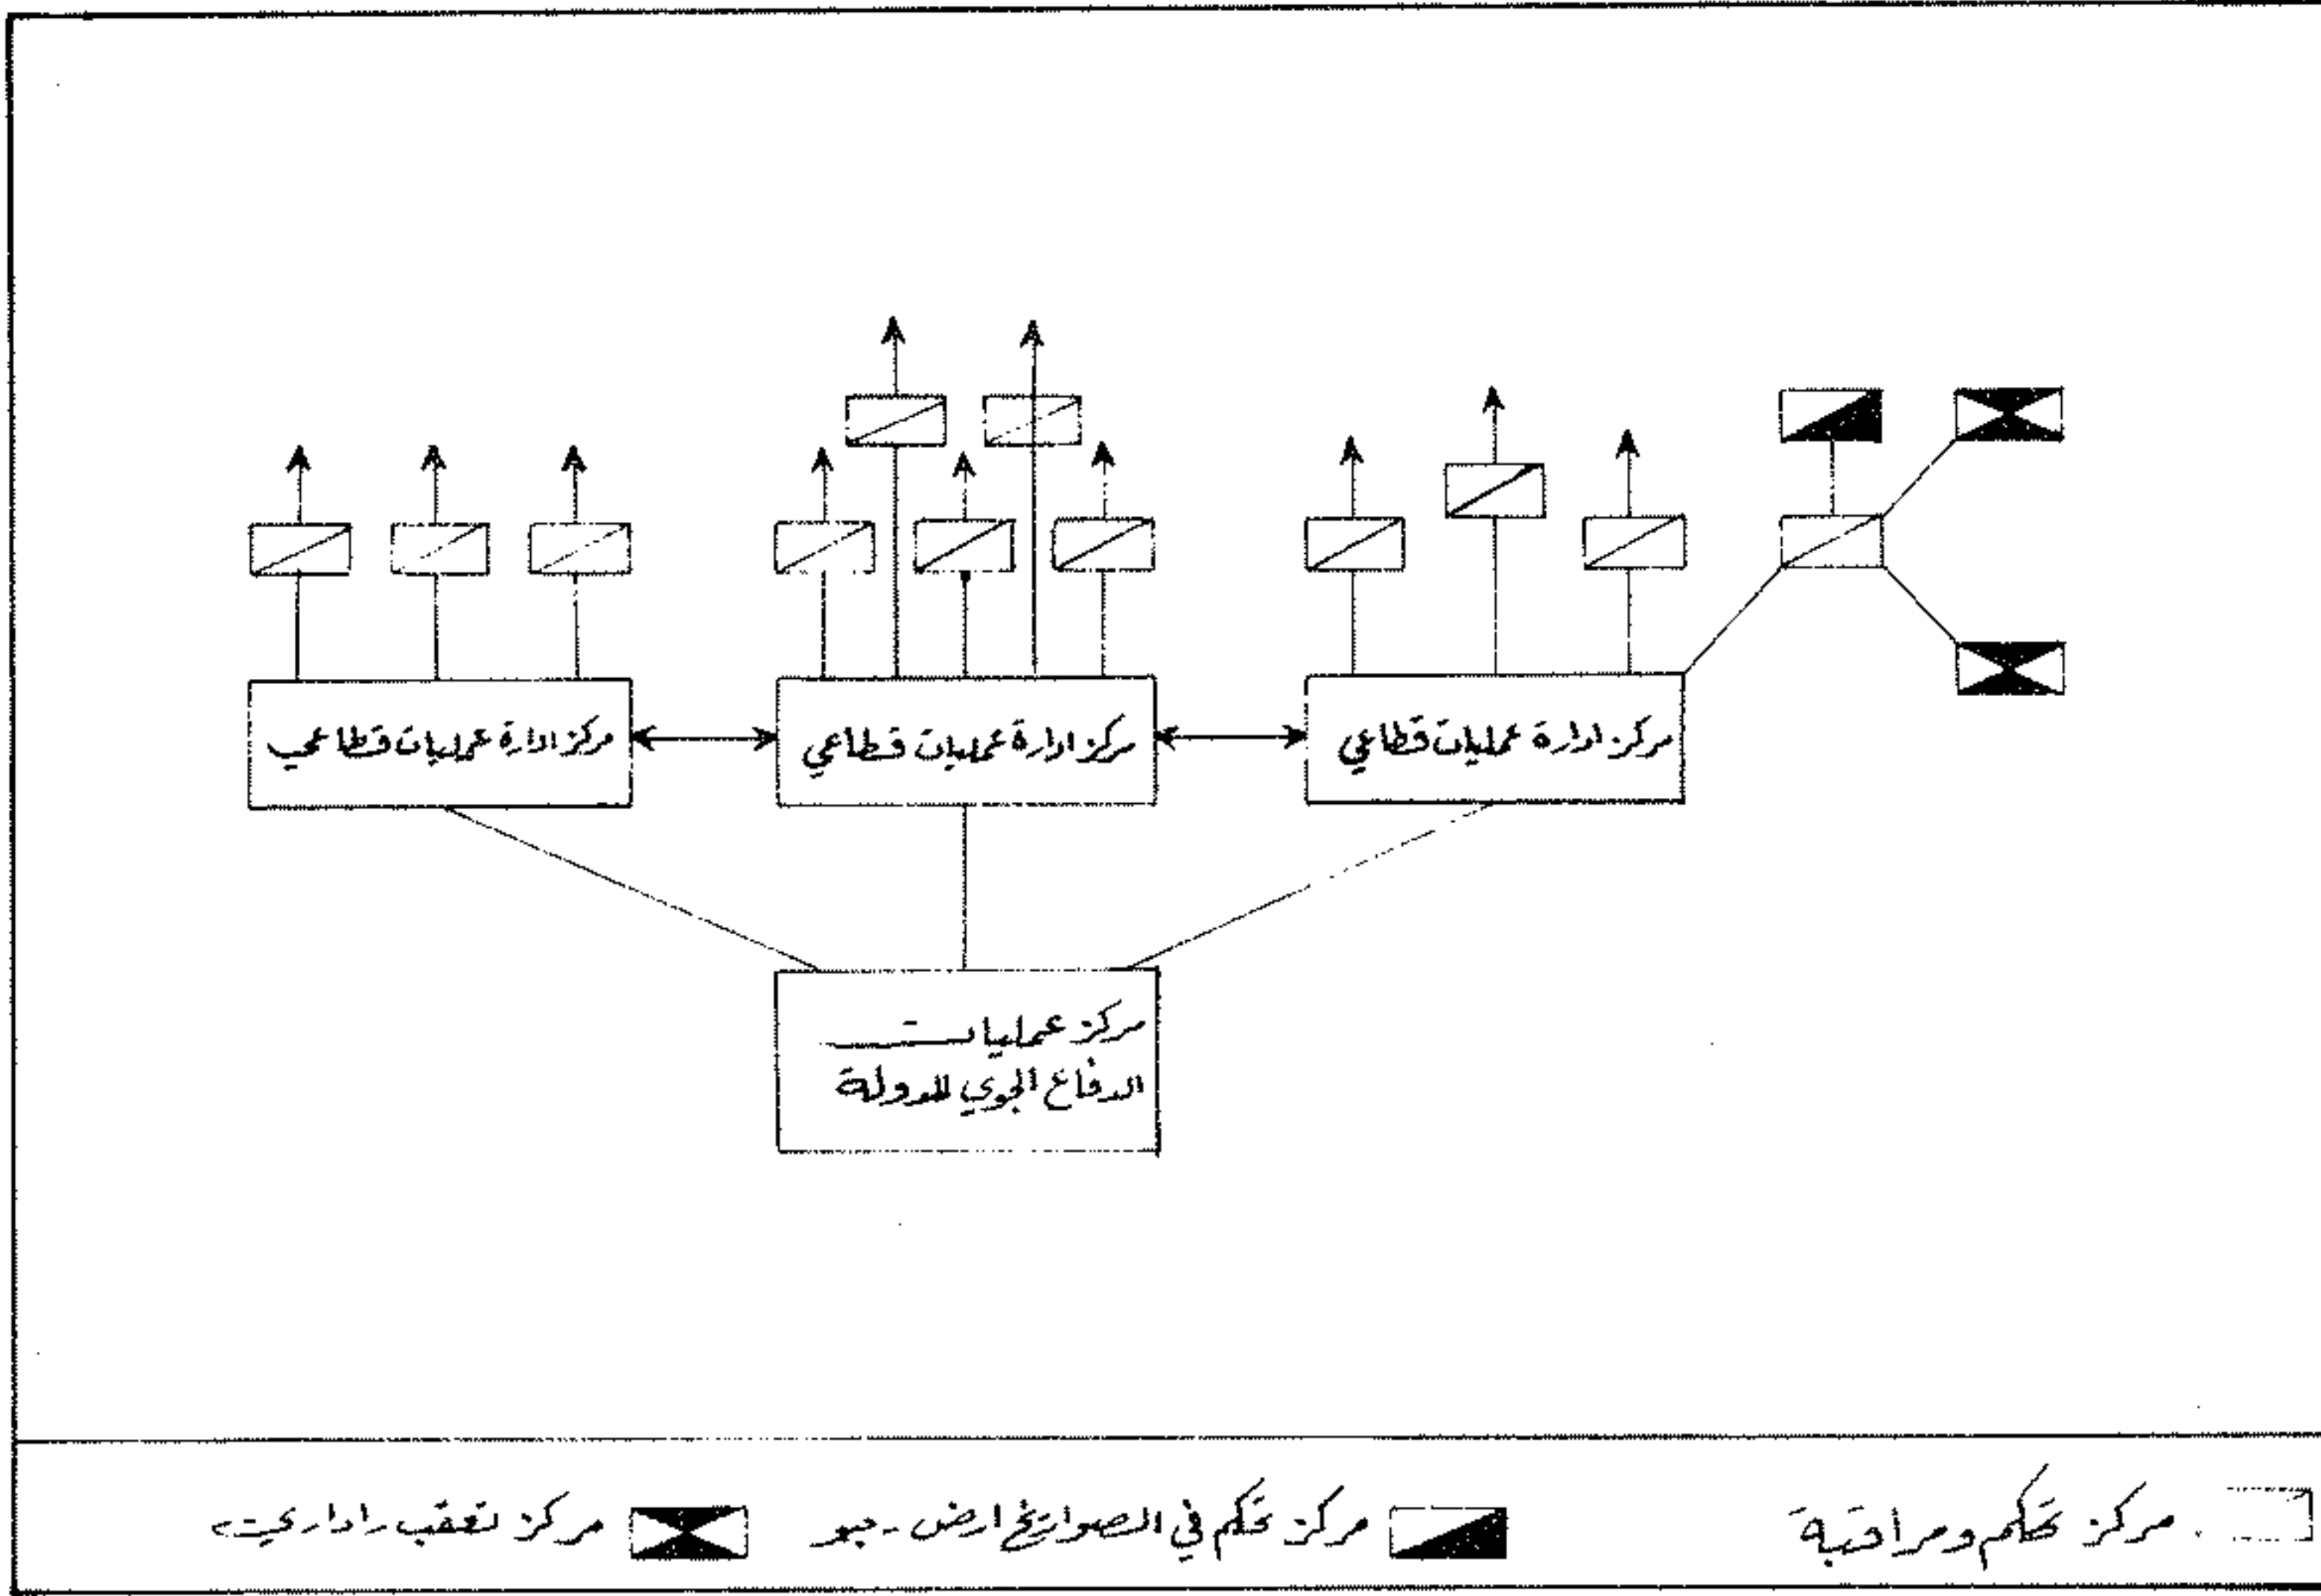 مركز ادارة عمليات قطاعي
مركز ادارة عمليات قطاعي
مركز ادارة عمليات قطاعي
مركز عمليات
الدفاع الجوي للدولة
مركز تحكم ومراقبة
مركز تحكم في الصواريخ ارض - جو
مركز تعقب راداري